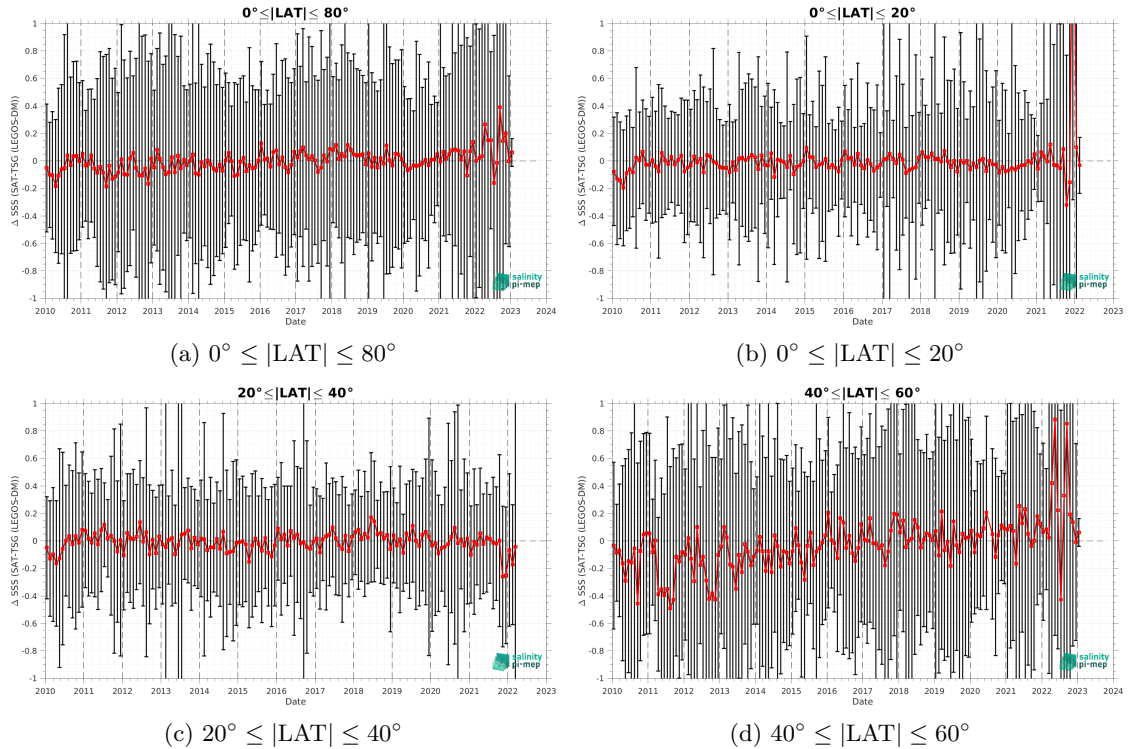 0°≤|LAT|≤ 80°
Δ SSS (SAT-TSG (LEGOS-DM))
1
0.8
0.6
0.4
0.2
0
-0.2
-0.4
-0.6
-0.8
-1
salinity
pi-mep
2010 2011 2012 2013 2014 2015 2016 2017 2018 2019 2020 2021 2022 2023 2024
Date
(a) 0° ≤ |LAT| ≤ 80°
0°≤|LAT|≤ 20°
Δ SSS (SAT-TSG (LEGOS-DM))
1
0.8
0.6
0.4
0.2
0
-0.2
-0.4
-0.6
-0.8
-1
salinity
pi-mep
2010 2011 2012 2013 2014 2015 2016 2017 2018 2019 2020 2021 2022 2023
Date
(b) 0° ≤ |LAT| ≤ 20°
20°≤|LAT|≤ 40°
Δ SSS (SAT-TSG (LEGOS-DM))
1
0.8
0.6
0.4
0.2
0
-0.2
-0.4
-0.6
-0.8
-1
salinity
pi-mep
2010 2011 2012 2013 2014 2015 2016 2017 2018 2019 2020 2021 2022 2023
Date
(c) 20° ≤ |LAT| ≤ 40°
40°≤|LAT|≤ 60°
Δ SSS (SAT-TSG (LEGOS-DM))
1
0.8
0.6
0.4
0.2
0
-0.2
-0.4
-0.6
-0.8
-1
salinity
pi-mep
2010 2011 2012 2013 2014 2015 2016 2017 2018 2019 2020 2021 2022 2023 2024
Date
(d) 40° ≤ |LAT| ≤ 60°